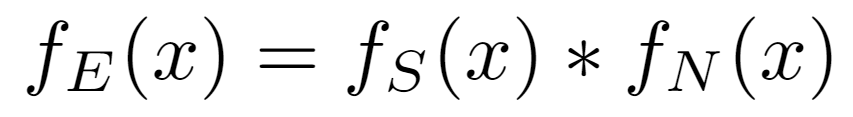 f_E(x) = f_S(x) * f_N(x)